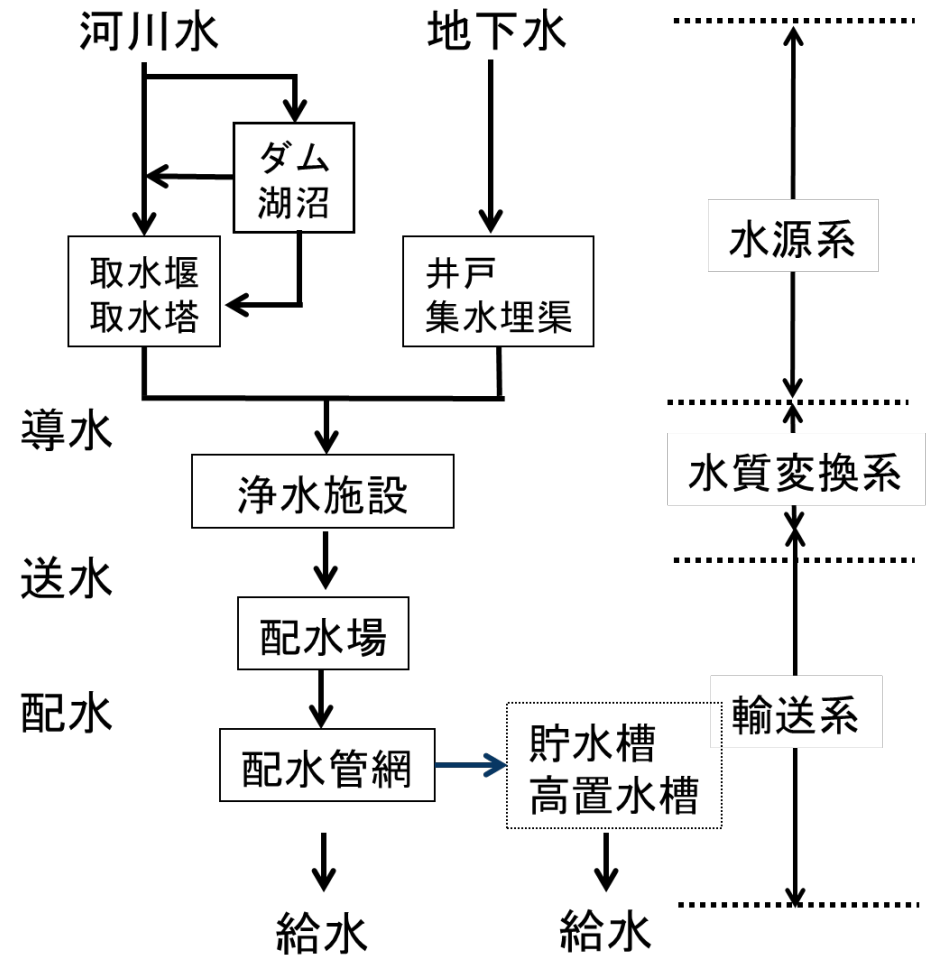 河川水
地下水
ダム
湖沼
水源系
取水堰
取水塔
井戸
集水埋渠
導水
水質変換系
浄水施設
送水
配水場
配水
輸送系
配水管網
貯水槽
高置水槽
給水
給水